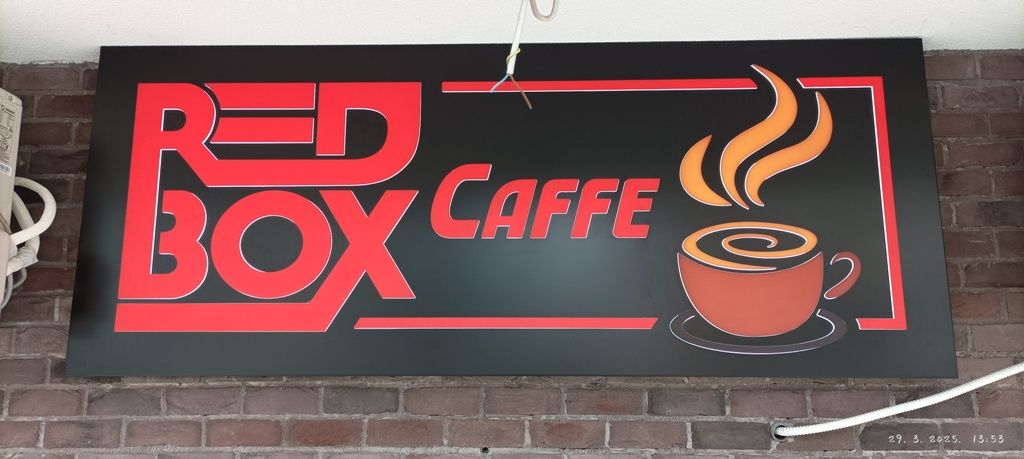 RED
BOX CAFFE
29. 3. 2025. 13:53